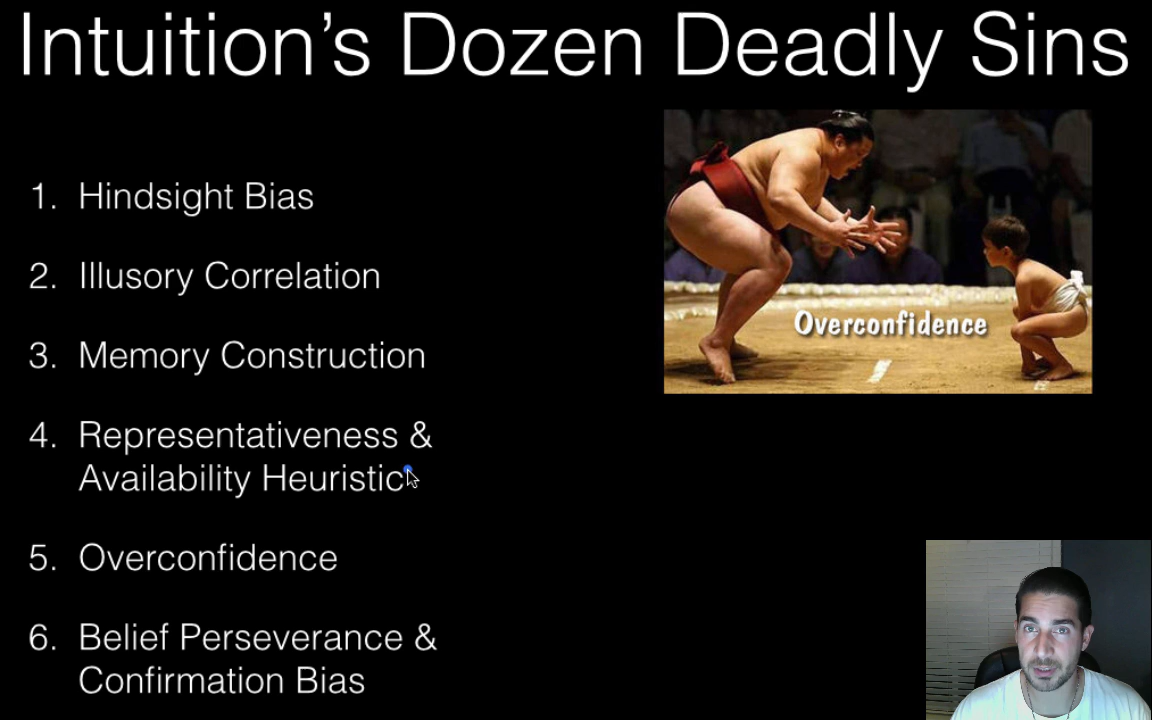 Intuition’s Dozen Deadly Sins
1. Hindsight Bias
2. Illusory Correlation
3. Memory Construction
4. Representativeness &
Availability Heuristic
5. Overconfidence
6. Belief Perseverance &
Confirmation Bias
Overconfidence